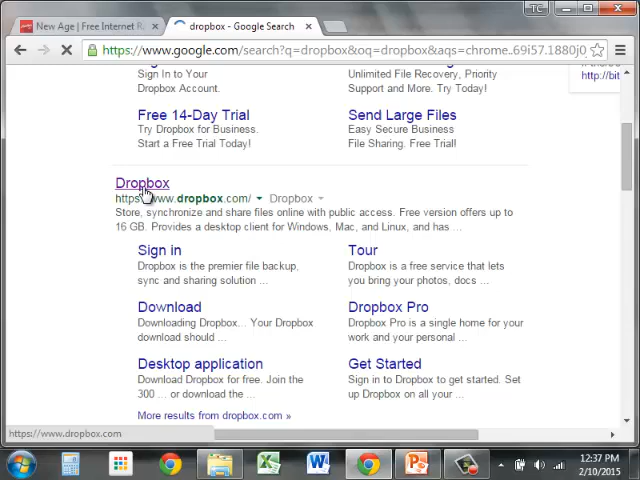 TC
New Age | Free Internet R
dropbox - Google Search
https://www.google.com/search?q=dropbox&oq=dropbox&aqs=chrome..69i57.1880j0
Sign In to Your
Dropbox Account.
Unlimited File Recovery, Priority
Support and More. Try Today!
http://bit
Free 14-Day Trial
Try Dropbox for Business.
Start a Free Trial Today!
Send Large Files
Easy Secure Business
File Sharing. Free Trial!
Dropbox
https://www.dropbox.com/ Dropbox
Store, synchronize and share files online with public access. Free version offers up to
16 GB. Provides a desktop client for Windows, Mac, and Linux, and has ...
Sign in
Dropbox is the premier file backup,
sync and sharing solution ...
Tour
Dropbox is a free service that lets
you bring your photos, docs ...
Download
Downloading Dropbox... Your Dropbox
download should ...
Dropbox Pro
Dropbox Pro is a single home for your
work and your personal ...
Desktop application
Download Dropbox for free. Join the
300 ... or download the ...
Get Started
Sign in to Dropbox to get started. Set
up Dropbox on all your ...
More results from dropbox.com »
https://www.dropbox.com
12:37 PM
2/10/2015